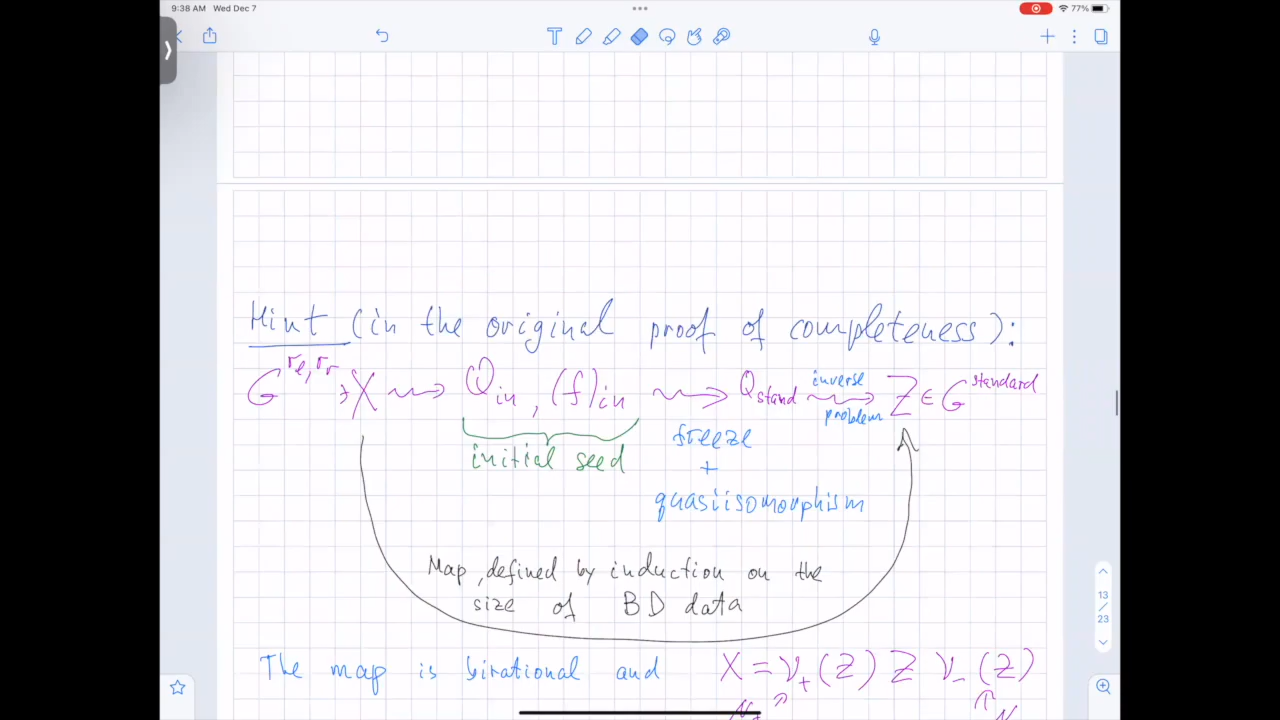 9:38 AM Wed Dec 7
77%
Hint (in the original proof of completeness):
G^{r_ℓ, r_r} ∋ X ⇝ Q_in, (f)_in ⇝ Q_stand ⇝ Z ∈ G^standard
inverse
problem
initial seed
freeze
+
quasiisomorphism
Map, defined by induction on the
size of BD data
13
/
23
The map is birational and X = ν_+(Z) Z ν_-(Z)